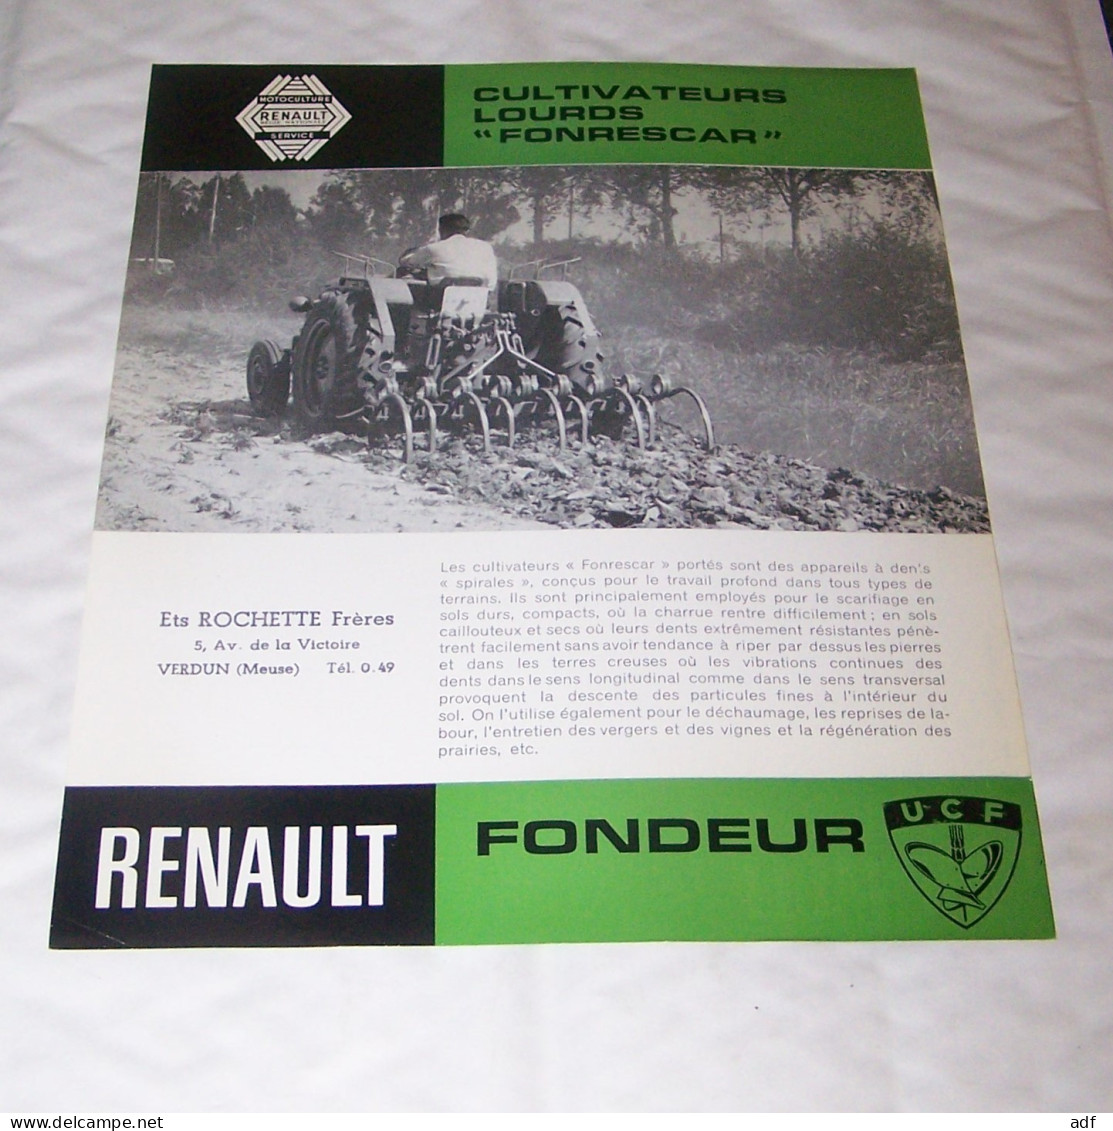 MOTOCULTURE
RENAULT
SERVICE
CULTIVATEURS
LOURDS
“FONRESCAR”
Les cultivateurs « Fonrescar » portés sont des appareils à dents
« spirales », conçus pour le travail profond dans tous types de
terrains. Ils sont principalement employés pour le scarifiage en
sols durs, compacts, où la charrue rentre difficilement ; en sols
caillouteux et secs où leurs dents extrêmement résistantes péné-
trent facilement sans avoir tendance à riper par dessus les pierres
et dans les terres creuses où les vibrations continues des
dents dans le sens longitudinal comme dans le sens transversal
provoquent la descente des particules fines à l'intérieur du
sol. On l'utilise également pour le déchaumage, les reprises de la-
bour, l'entretien des vergers et des vignes et la régénération des
prairies, etc.
Ets ROCHETTE Frères
5, Av. de la Victoire
VERDUN (Meuse) Tél. 0.49
RENAULT
FONDEUR
UCF
adf